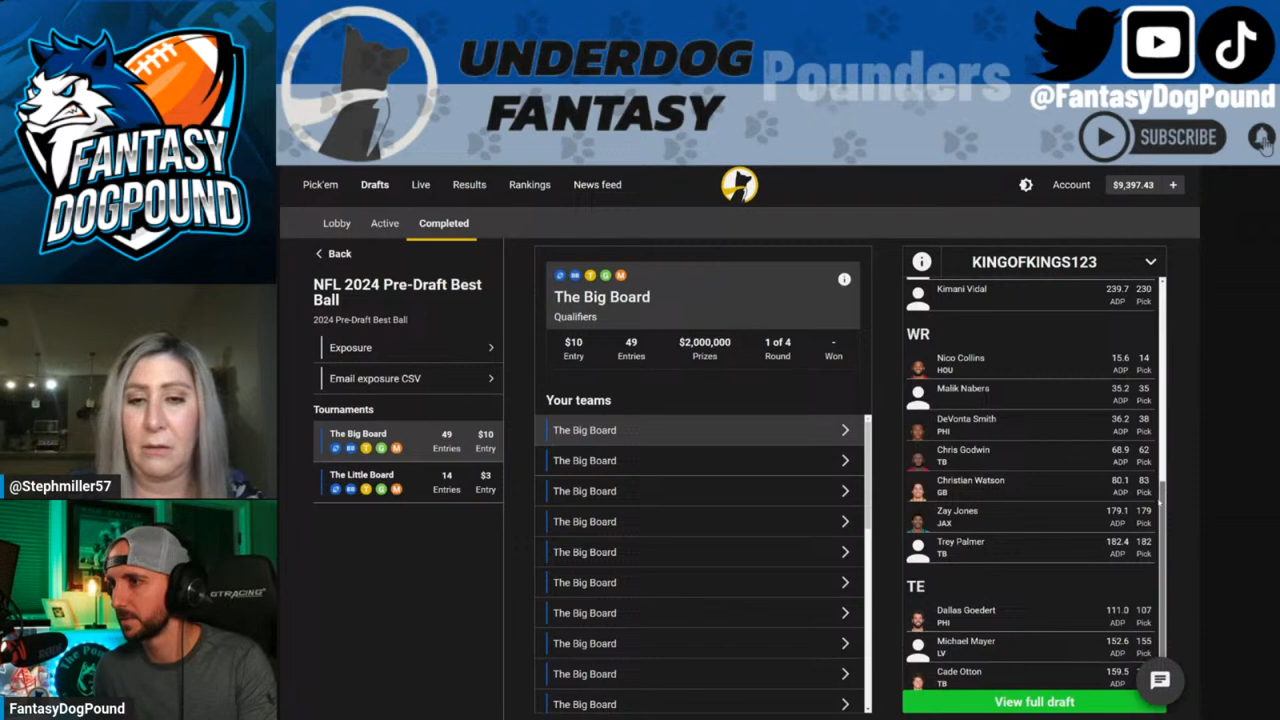 FANTASY
DOGPOUND
UNDERDOG
FANTASY
Pounders
@FantasyDogPound
SUBSCRIBE
Pick'em Drafts Live Results Rankings News feed Account $9,397.43 +
Lobby Active Completed
Back
NFL 2024 Pre-Draft Best
Ball
2024 Pre-Draft Best Ball
Exposure
Email exposure CSV
Tournaments
The Big Board 49 $10
BB T G M Entries Entry
The Little Board 14 $3
BB T G M Entries Entry
BB T G M
The Big Board
Qualifiers
$10 49 $2,000,000 1 of 4 -
Entry Entries Prizes Round Won
Your teams
The Big Board
The Big Board
The Big Board
The Big Board
The Big Board
The Big Board
The Big Board
The Big Board
The Big Board
The Big Board
KINGOFKINGS123
Kimani Vidal 239.7 230
ADP Pick
WR
Nico Collins 15.6 14
HOU ADP Pick
Malik Nabers 35.2 35
ADP Pick
DeVonta Smith 36.2 38
PHI ADP Pick
Chris Godwin 68.9 62
TB ADP Pick
Christian Watson 80.1 83
GB ADP Pick
Zay Jones 179.1 179
JAX ADP Pick
Trey Palmer 182.4 182
TB ADP Pick
TE
Dallas Goedert 111.0 107
PHI ADP Pick
Michael Mayer 152.6 155
LV ADP Pick
Cade Otton 159.5
TB ADP
View full draft
@Stephmiller57
GTRACING
The Pound
FantasyDogPound